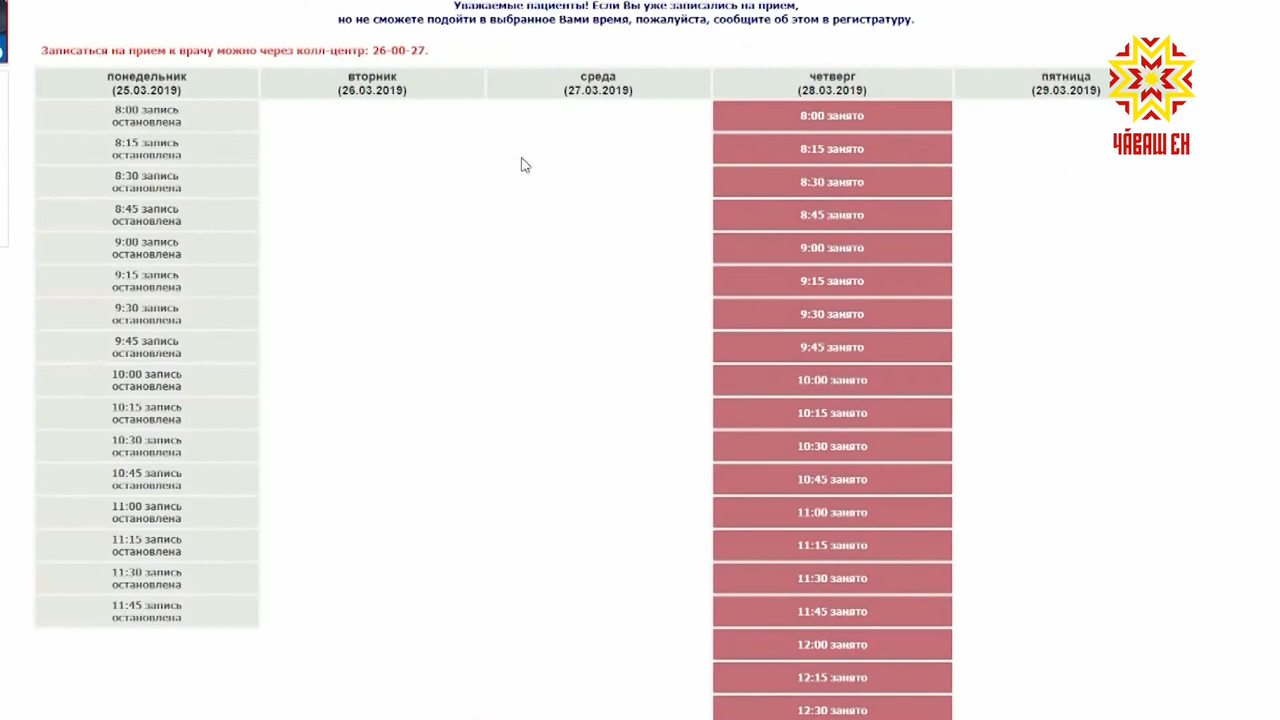 Уважаемые пациенты! Если Вы уже записались на прием,
но не сможете подойти в выбранное Вами время, пожалуйста, сообщите об этом в регистратуру.
Записаться на прием к врачу можно через колл-центр: 26-00-27.
понедельник
(25.03.2019)
вторник
(26.03.2019)
среда
(27.03.2019)
четверг
(28.03.2019)
пятница
(29.03.2019)
ЧӐВАШ ЕН
8:00 запись
остановлена
8:15 запись
остановлена
8:30 запись
остановлена
8:45 запись
остановлена
9:00 запись
остановлена
9:15 запись
остановлена
9:30 запись
остановлена
9:45 запись
остановлена
10:00 запись
остановлена
10:15 запись
остановлена
10:30 запись
остановлена
10:45 запись
остановлена
11:00 запись
остановлена
11:15 запись
остановлена
11:30 запись
остановлена
11:45 запись
остановлена
8:00 занято
8:15 занято
8:30 занято
8:45 занято
9:00 занято
9:15 занято
9:30 занято
9:45 занято
10:00 занято
10:15 занято
10:30 занято
10:45 занято
11:00 занято
11:15 занято
11:30 занято
11:45 занято
12:00 занято
12:15 занято
12:30 занято